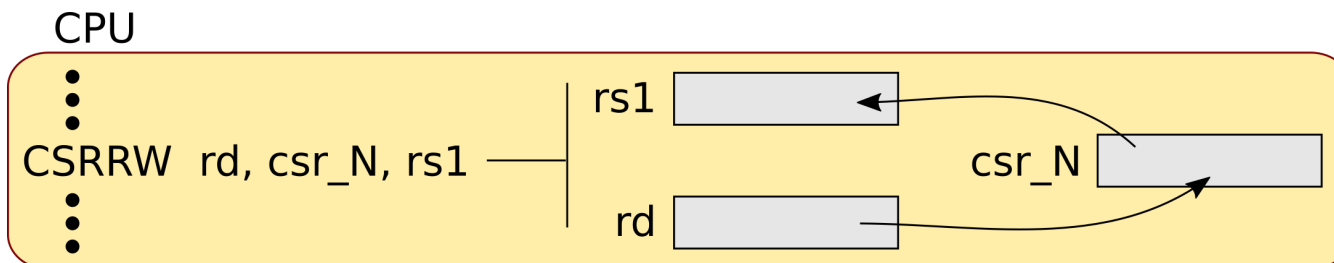 CPU
rs1
CSRRW rd, csr_N, rs1
csr_N
rd